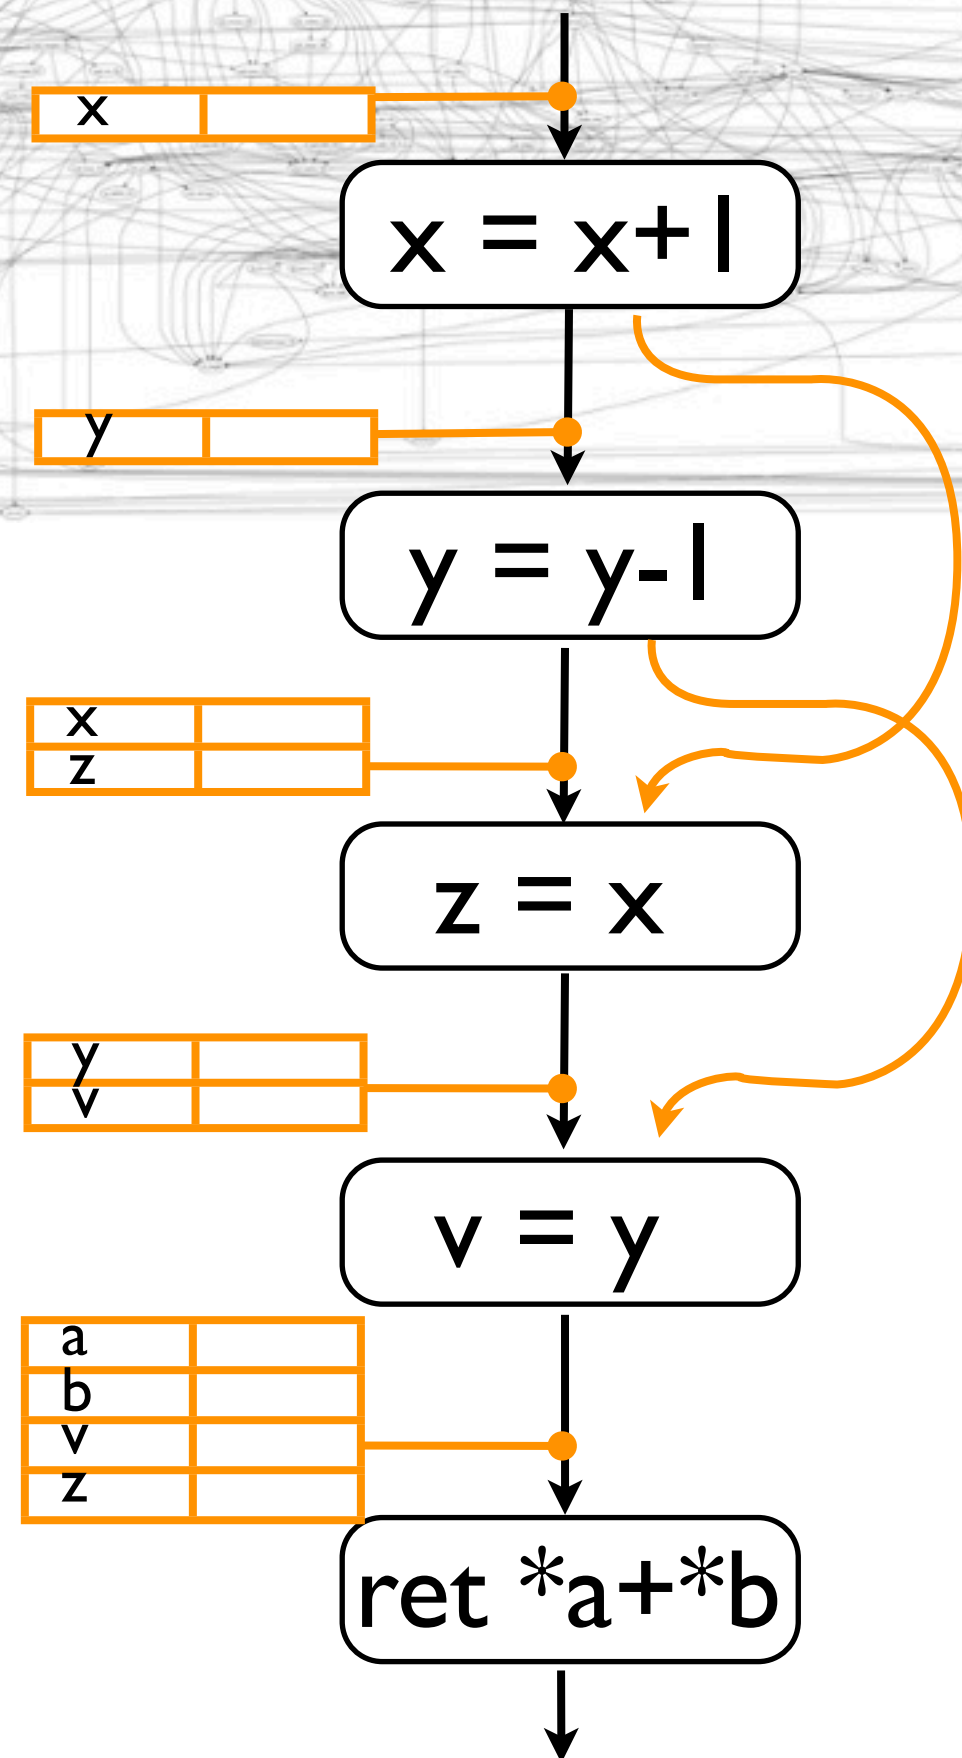 x
x = x+1
y
y = y-1
x
z
z = x
y
v
v = y
a
b
v
z
ret *a+*b